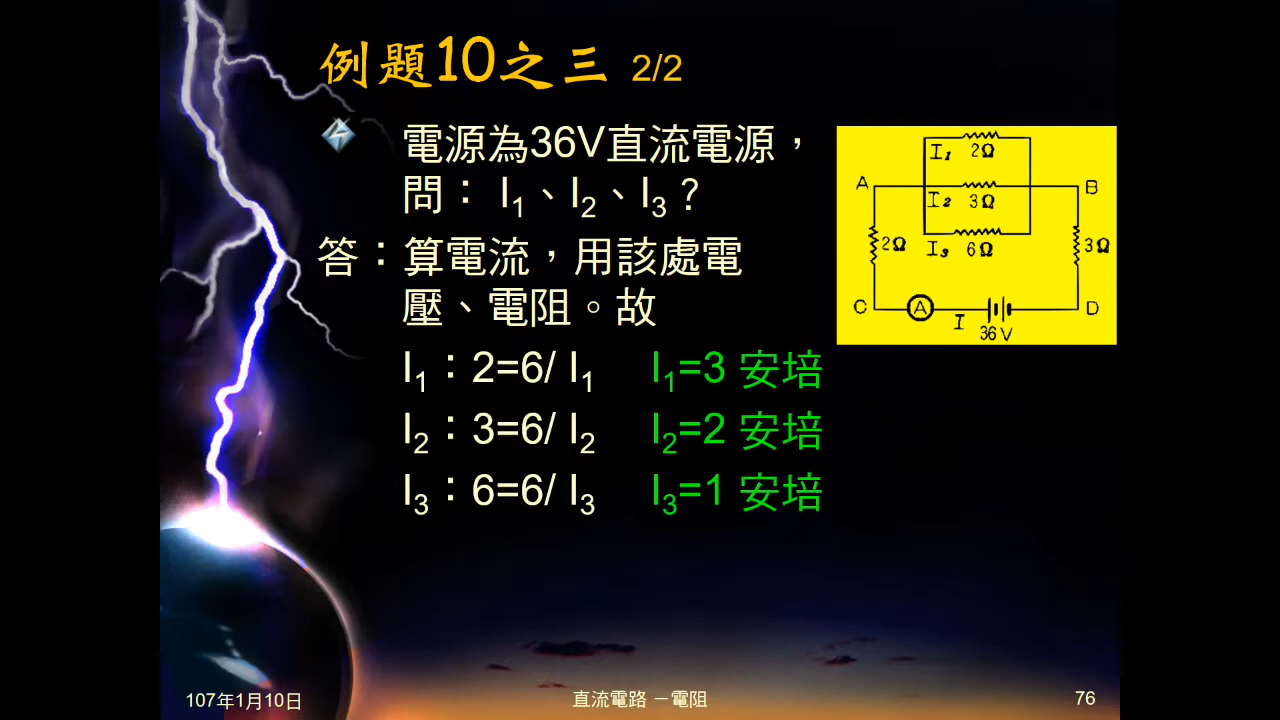 例題10之三 2/2
電源為36V直流電源，
問： I1、I2、I3？
答：算電流，用該處電
壓、電阻。故
I1：2=6/ I1 I1=3 安培
I2：3=6/ I2 I2=2 安培
I3：6=6/ I3 I3=1 安培
I1 2Ω
A B
I2 3Ω
2Ω I3 6Ω 3Ω
C A I 36V D
107年1月10日 直流電路 －電阻 76